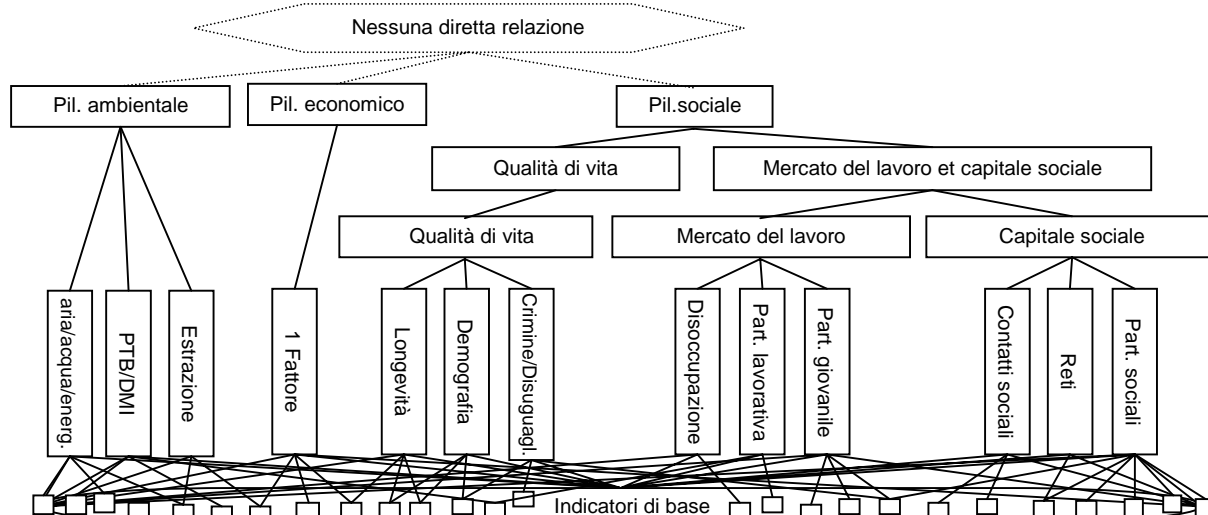 Nessuna diretta relazione
Pil. ambientale
Pil. economico
Pil.sociale
Qualità di vita
Mercato del lavoro et capitale sociale
Qualità di vita
Mercato del lavoro
Capitale sociale
aria/acqua/energ.
PTB/DMI
Estrazione
1 Fattore
Longevità
Demografia
Crimine/Disuguagl.
Disoccupazione
Part. lavorativa
Part. giovanile
Contatti sociali
Reti
Part. sociali
Indicatori di base